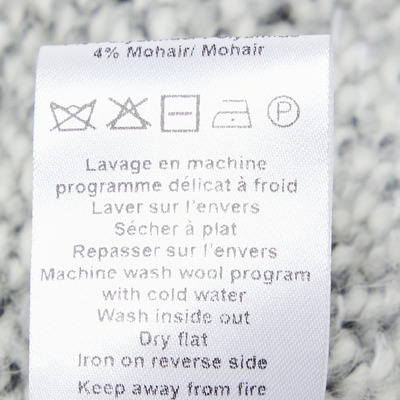 4% Mohair/ Mohair
P
Lavage en machine
programme délicat à froid
Laver sur l'envers
Sécher à plat
Repasser sur l'envers
Machine wash wool program
with cold water
Wash inside out
Dry flat
Iron on reverse side
Keep away from fire